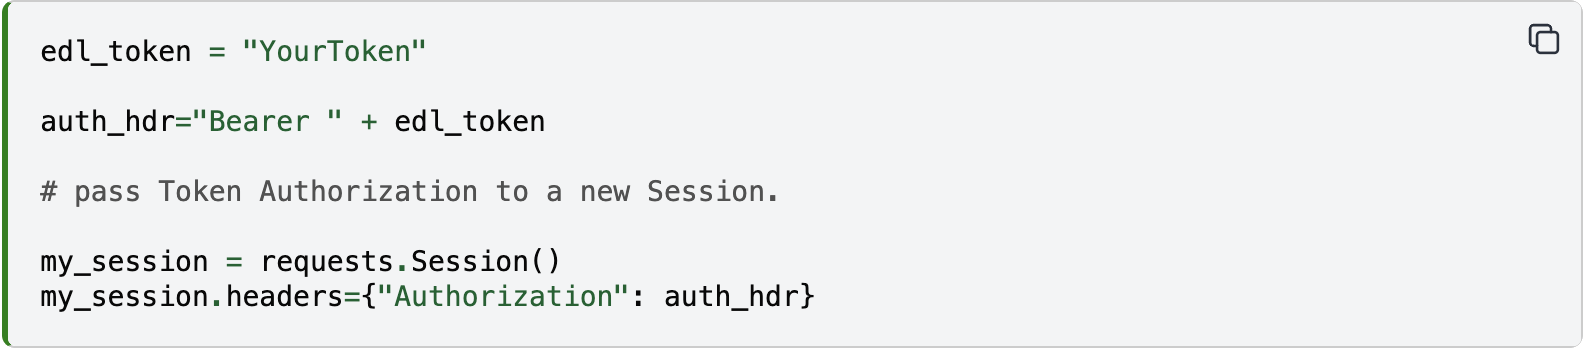 edl_token = "YourToken"
auth_hdr="Bearer " + edl_token
# pass Token Authorization to a new Session.
my_session = requests.Session()
my_session.headers={"Authorization": auth_hdr}